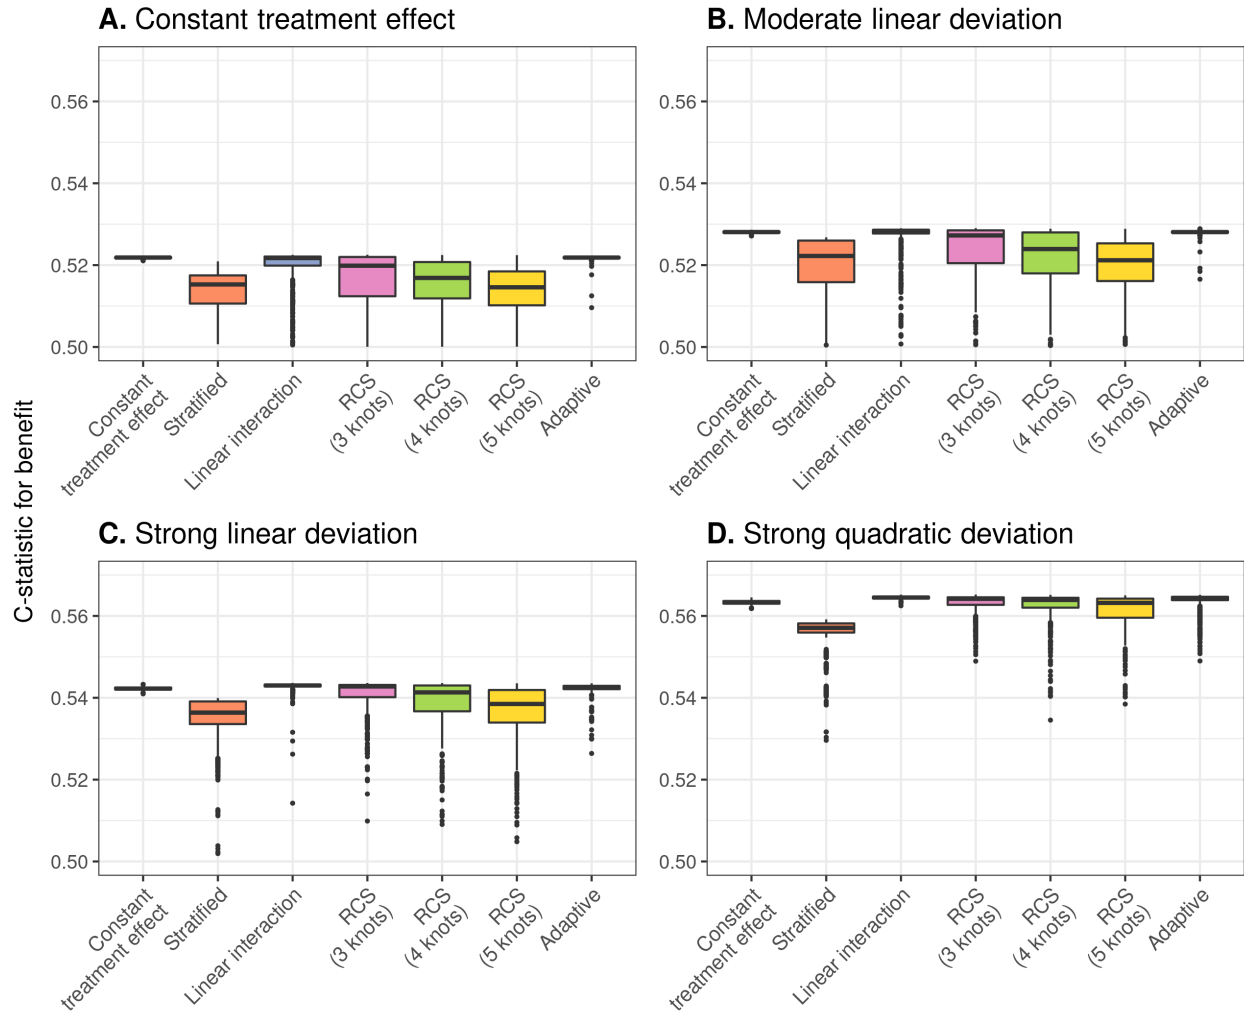 A. Constant treatment effect
0.56
0.54
0.52
0.50
Constant
treatment effect
Stratified
Linear interaction
RCS
(3 knots)
RCS
(4 knots)
RCS
(5 knots)
Adaptive
B. Moderate linear deviation
0.56
0.54
0.52
0.50
Constant
treatment effect
Stratified
Linear interaction
RCS
(3 knots)
RCS
(4 knots)
RCS
(5 knots)
Adaptive
C-statistic for benefit
C. Strong linear deviation
0.56
0.54
0.52
0.50
Constant
treatment effect
Stratified
Linear interaction
RCS
(3 knots)
RCS
(4 knots)
RCS
(5 knots)
Adaptive
D. Strong quadratic deviation
0.56
0.54
0.52
0.50
Constant
treatment effect
Stratified
Linear interaction
RCS
(3 knots)
RCS
(4 knots)
RCS
(5 knots)
Adaptive